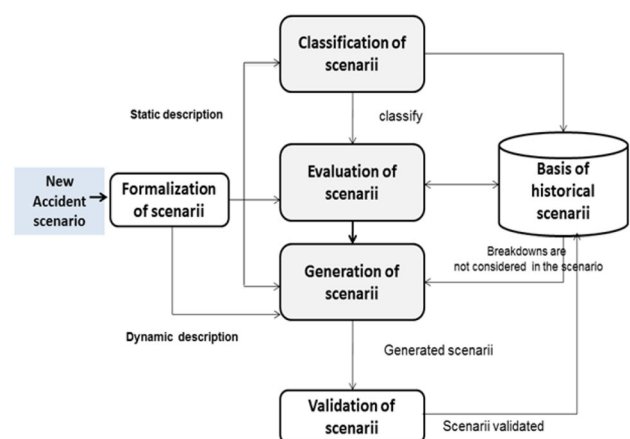 Classification of
scenarii
Static description
classify
New
Accident
scenario
Formalization
of scenarii
Evaluation of
scenarii
Basis of
historical
scenarii
Breakdowns are
not considered in the scenario
Generation of
scenarii
Dynamic description
Generated scenarii
Validation of
scenarii
Scenarii validated